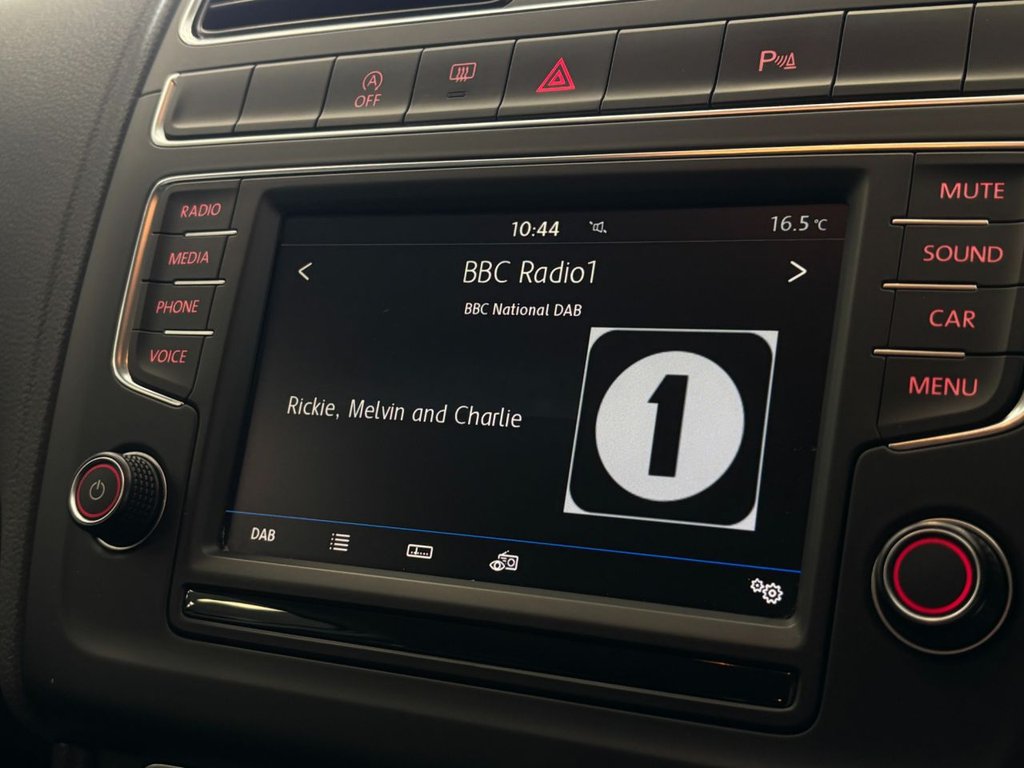 A
OFF
P
RADIO
MEDIA
PHONE
VOICE
10:44
16.5°C
BBC Radio1
BBC National DAB
Rickie, Melvin and Charlie
1
DAB
MUTE
SOUND
CAR
MENU